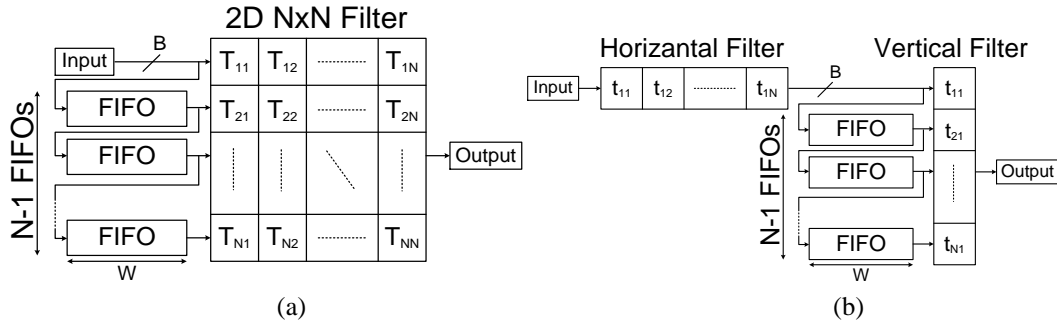 2D NxN Filter
Input
B
T11 T12 T1N
FIFO
T21 T22 T2N
FIFO
N-1 FIFOs
Output
FIFO
TN1 TN2 TNN
W
(a)
Horizantal Filter
Vertical Filter
Input
t11 t12 t1N
B
t11
FIFO
t21
FIFO
N-1 FIFOs
Output
FIFO
tN1
W
(b)